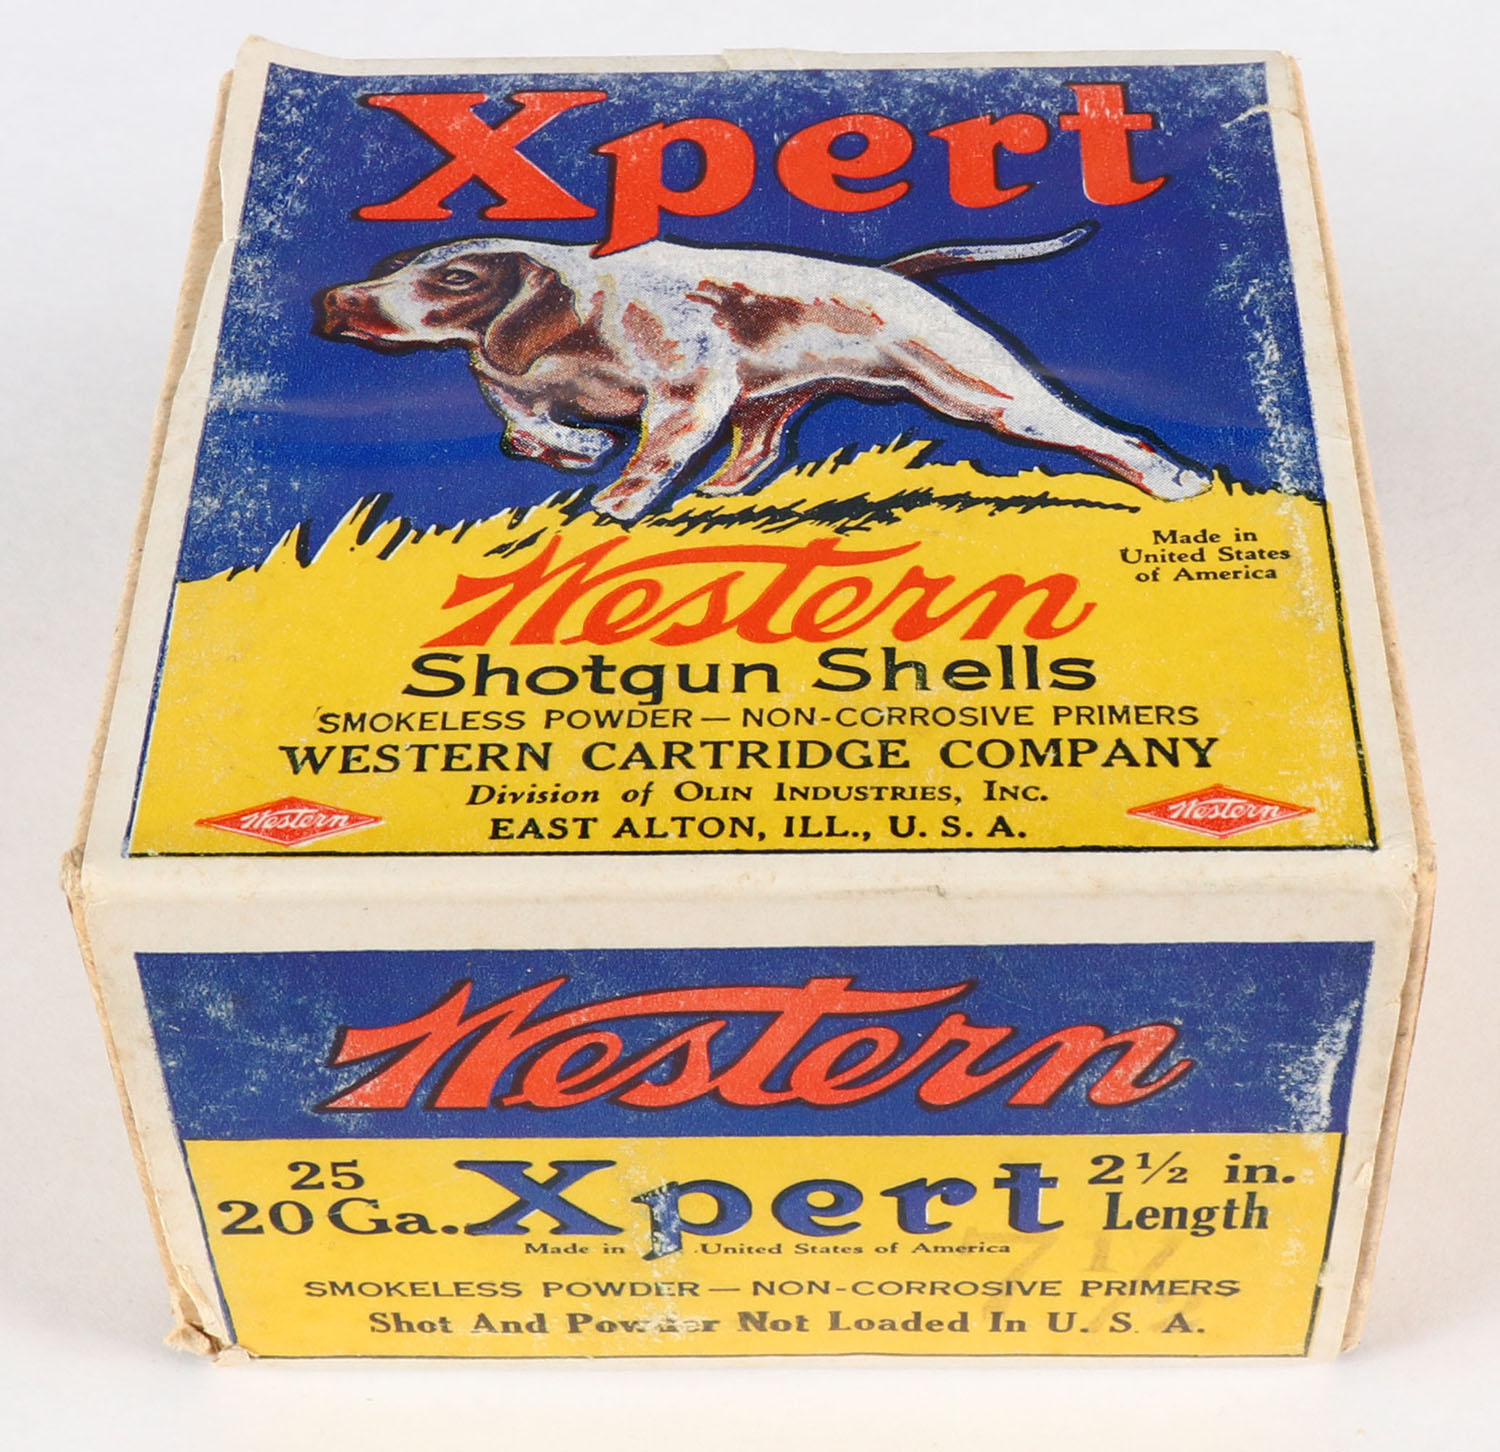 Xpert
Made in
United States
of America
Western
Shotgun Shells
SMOKELESS POWDER — NON-CORROSIVE PRIMERS
WESTERN CARTRIDGE COMPANY
Division of OLIN INDUSTRIES, INC.
EAST ALTON, ILL., U. S. A.
Western
Western
Western
25
20 Ga.
Xpert
2½ in.
Length
Made in United States of America
7½
SMOKELESS POWDER — NON-CORROSIVE PRIMERS
Shot And Powder Not Loaded In U. S. A.